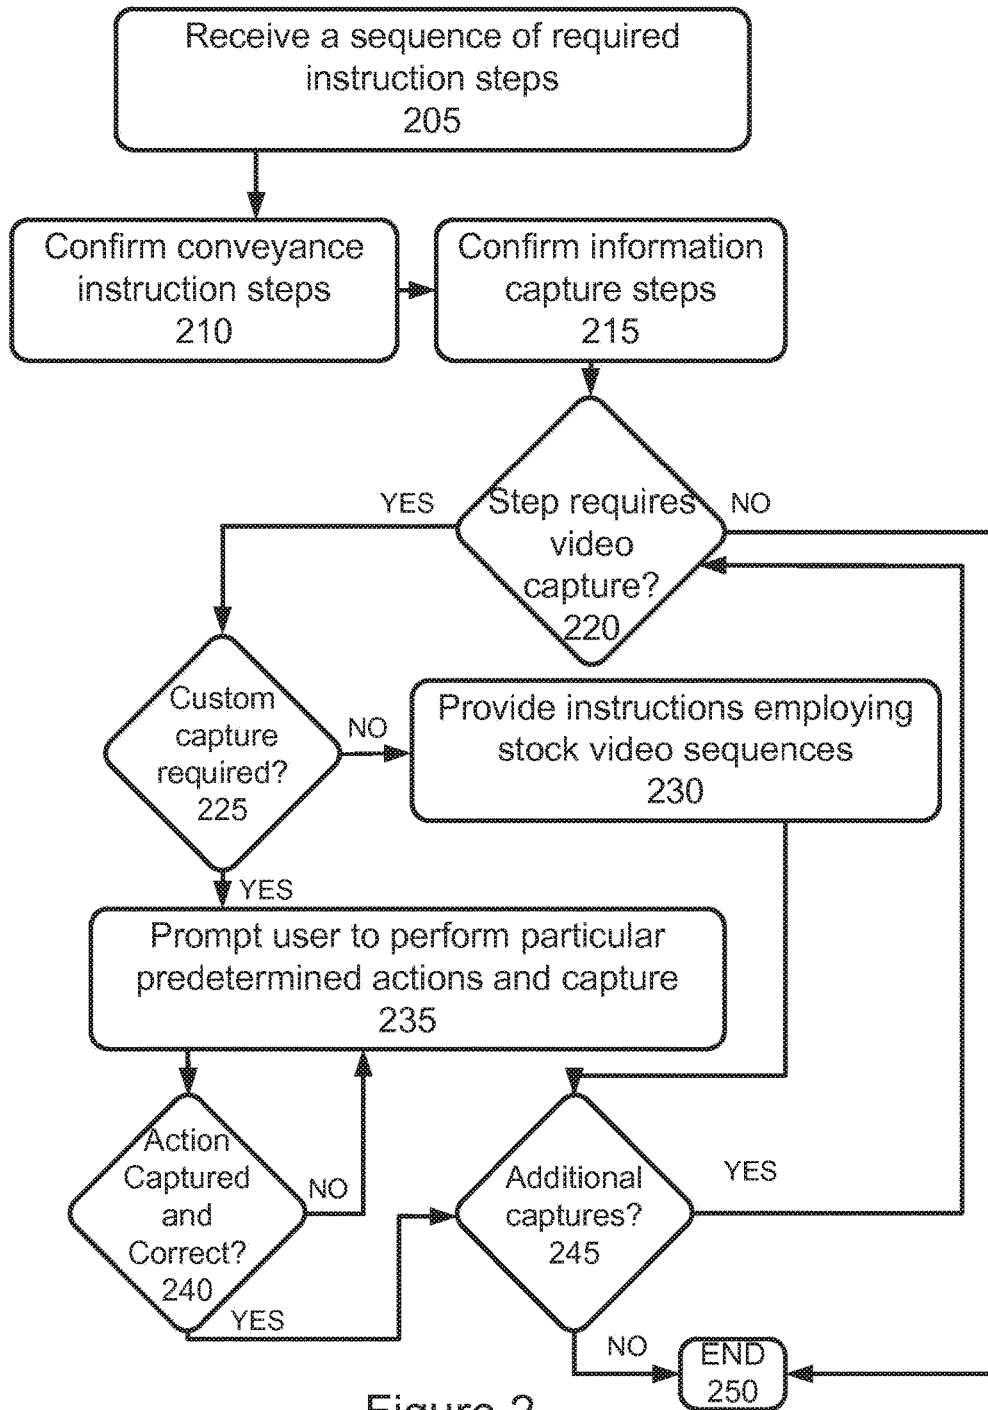 Receive a sequence of required
instruction steps
205
Confirm conveyance
instruction steps
210
Confirm information
capture steps
215
YES
Step requires
video
capture?
220
NO
Custom
capture
required?
225
NO
Provide instructions employing
stock video sequences
230
YES
Prompt user to perform particular
predetermined actions and capture
235
Action
Captured
and
Correct?
240
NO
YES
Additional
captures?
245
YES
NO
END
250
Figure 2